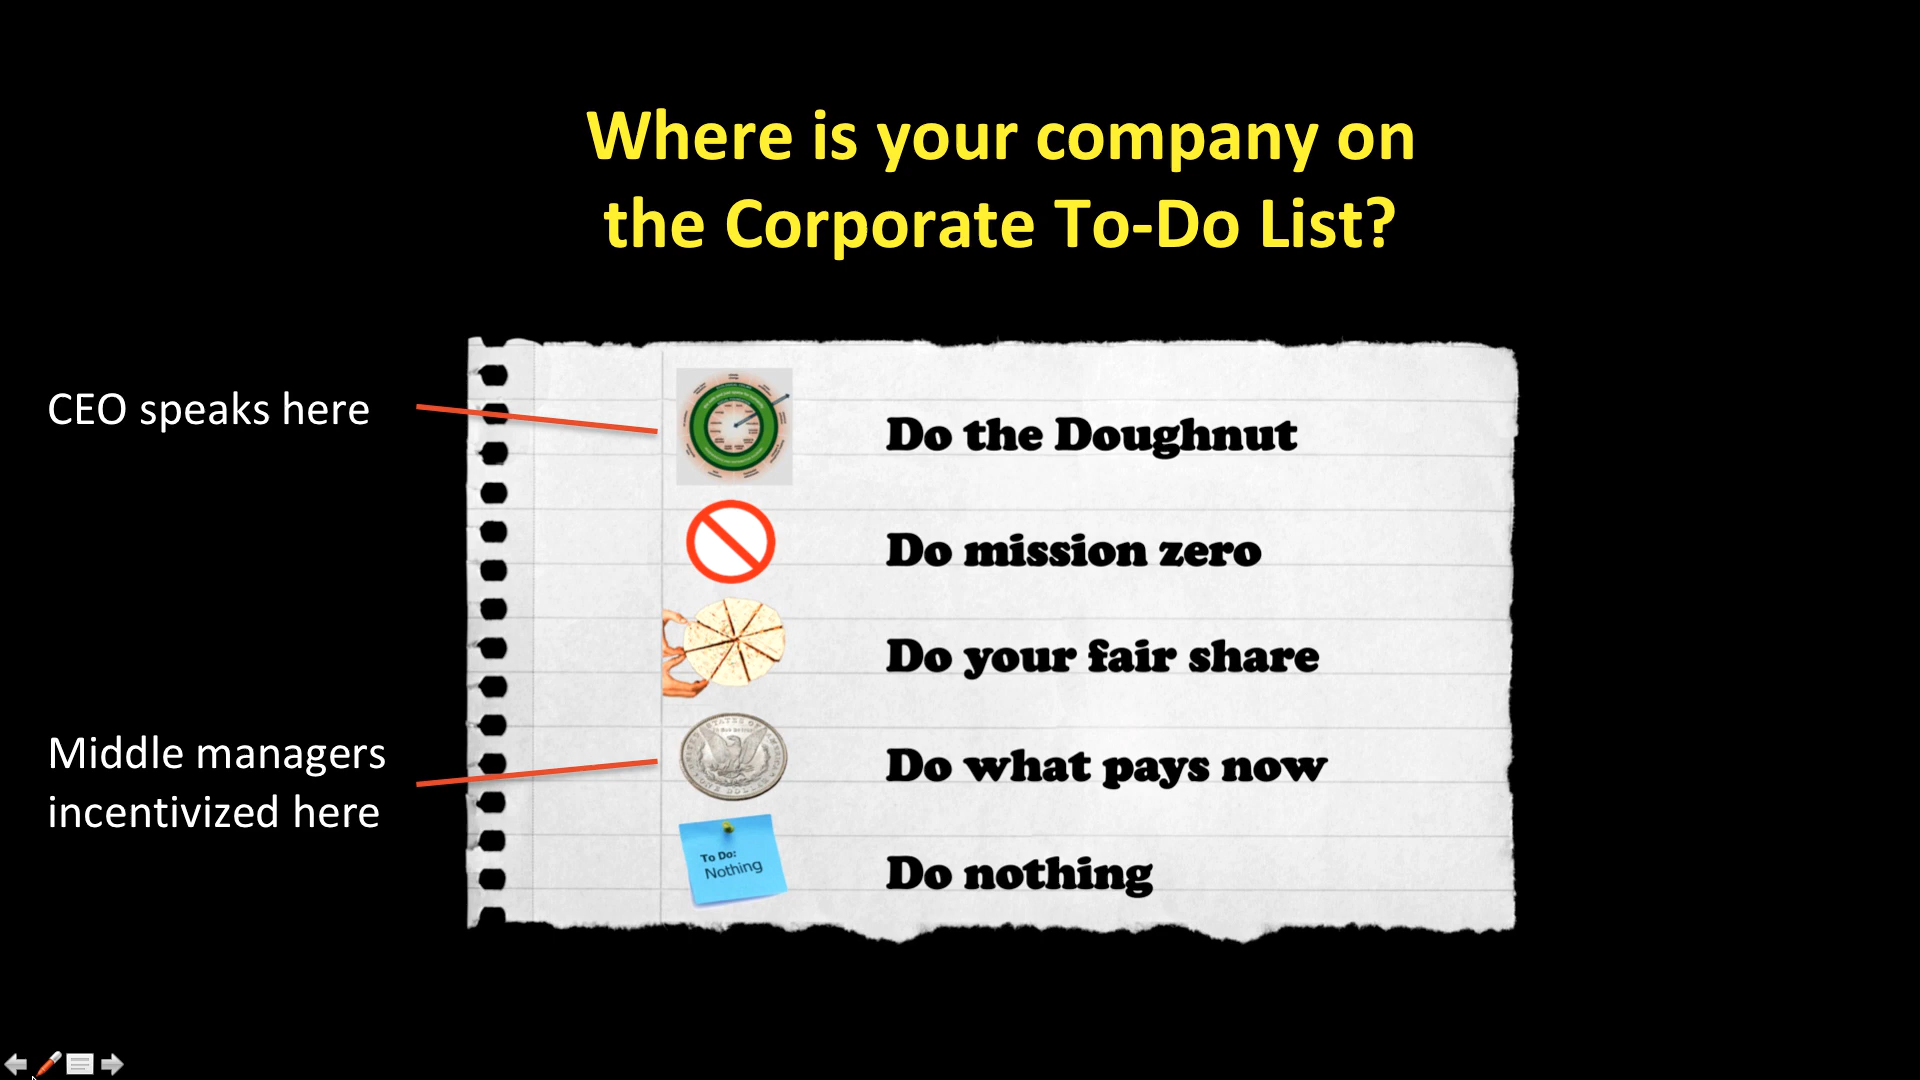 Where is your company on
the Corporate To-Do List?
CEO speaks here
Do the Doughnut
Do mission zero
Do your fair share
Middle managers
incentivized here
Do what pays now
To Do:
Nothing
Do nothing